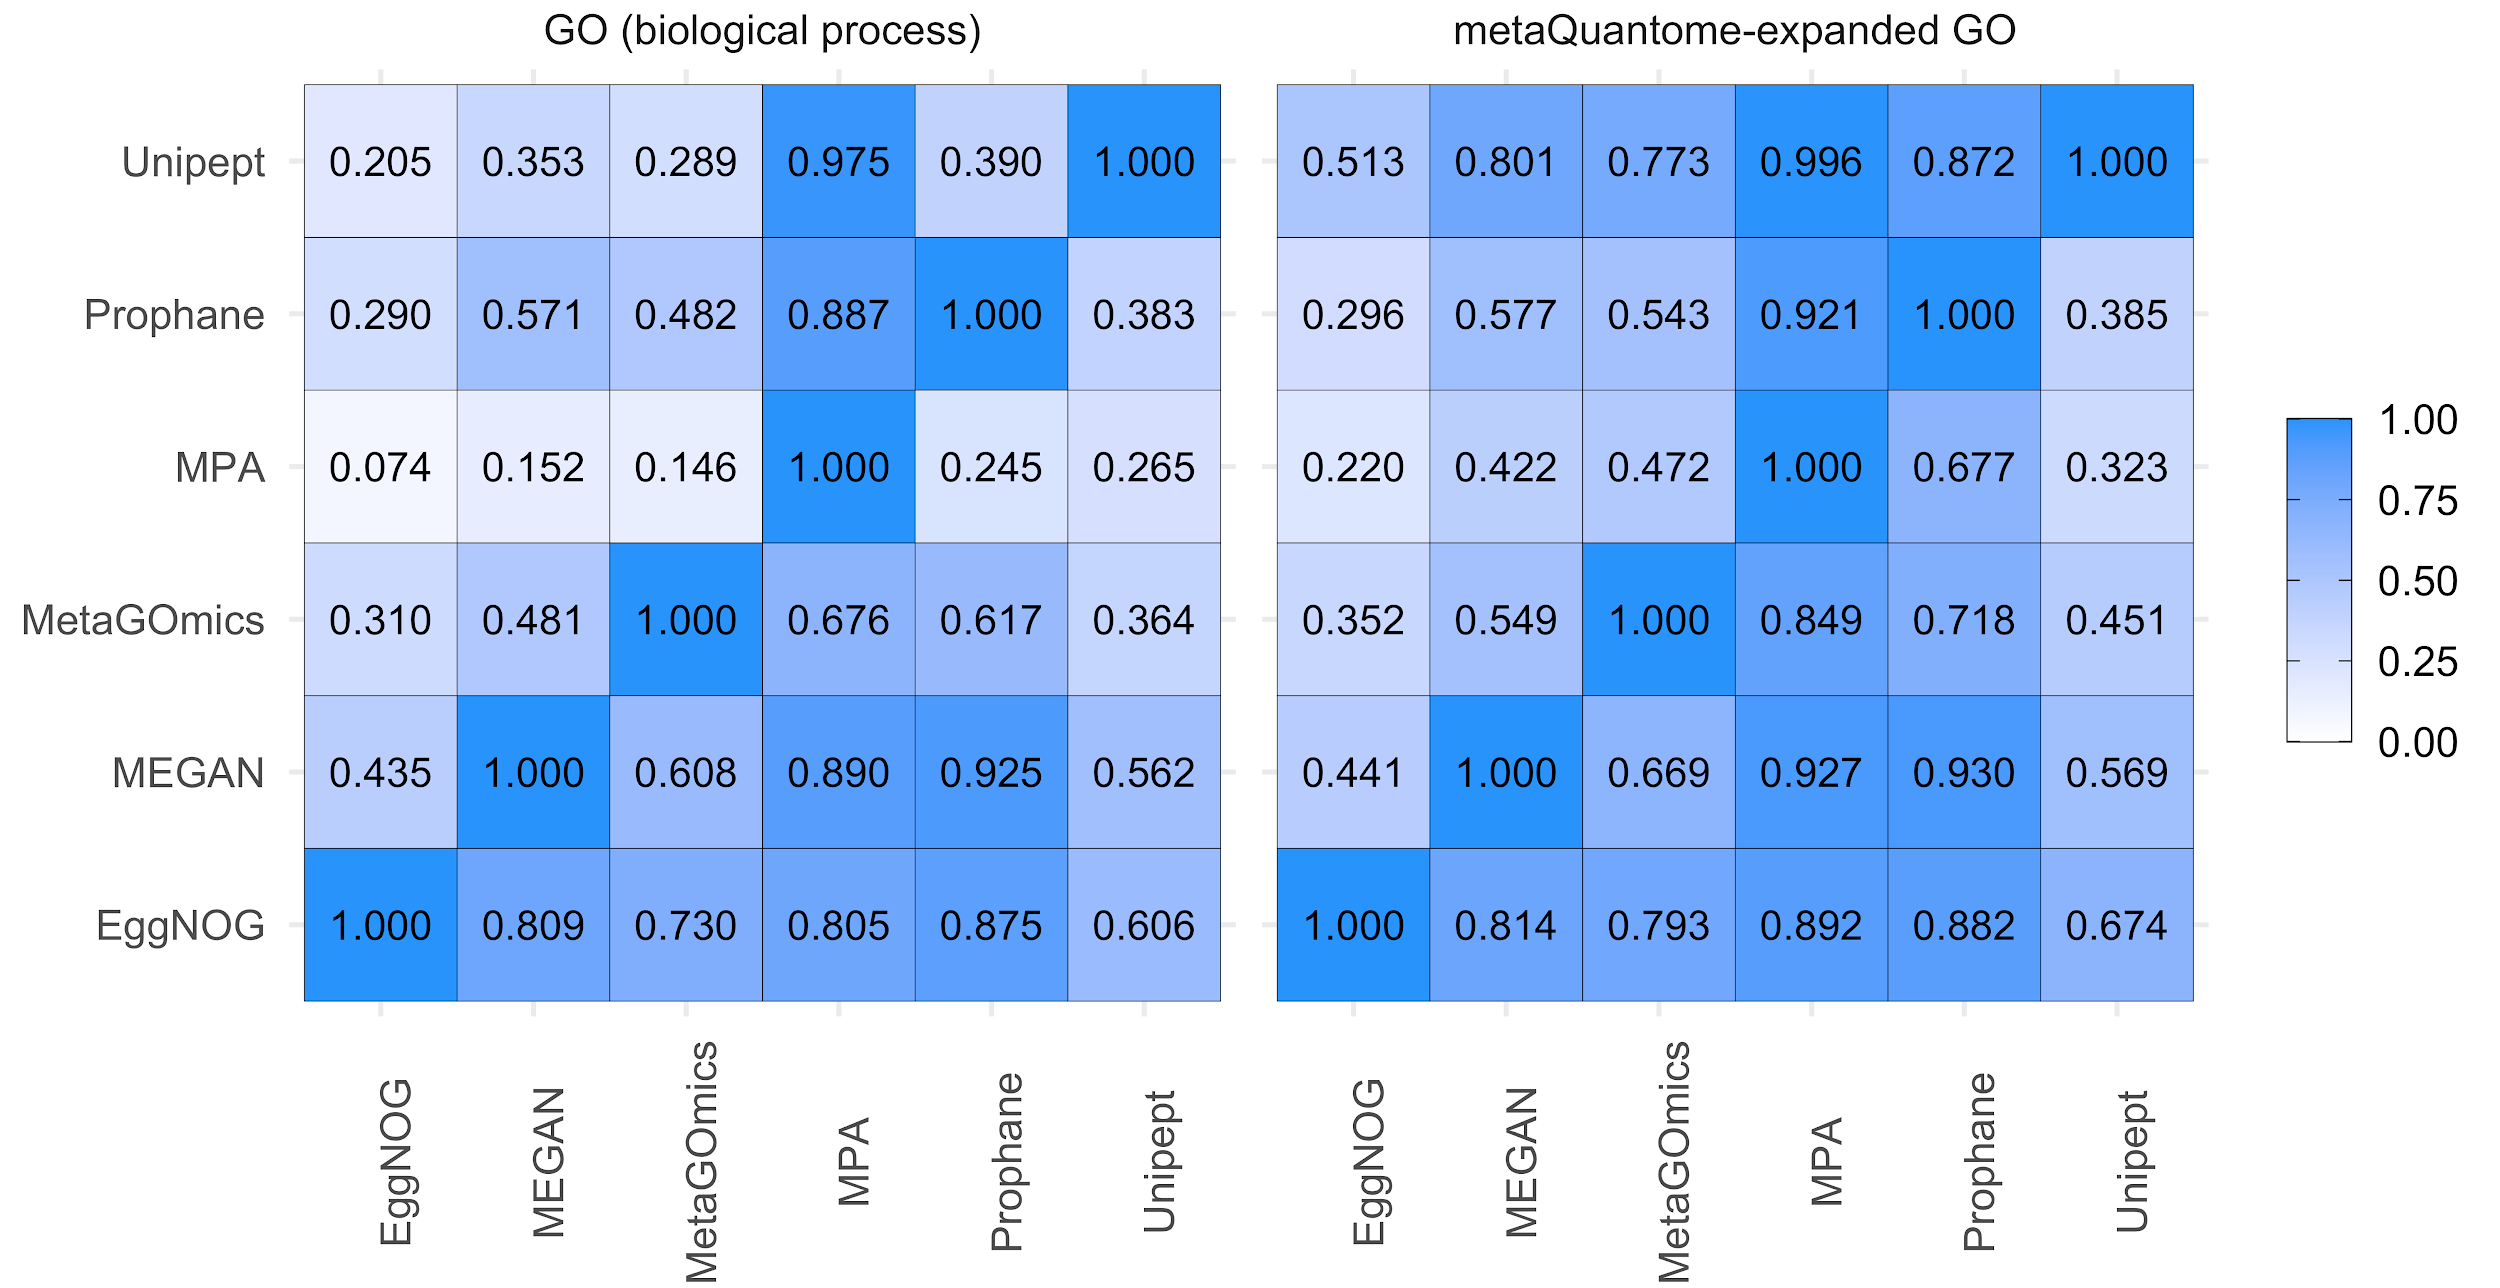 GO (biological process) metaQuantome-expanded GO
Unipept 0.205 0.353 0.289 0.975 0.390 1.000 0.513 0.801 0.773 0.996 0.872 1.000
Prophane 0.290 0.571 0.482 0.887 1.000 0.383 0.296 0.577 0.543 0.921 1.000 0.385
MPA 0.074 0.152 0.146 1.000 0.245 0.265 0.220 0.422 0.472 1.000 0.677 0.323
MetaGOmics 0.310 0.481 1.000 0.676 0.617 0.364 0.352 0.549 1.000 0.849 0.718 0.451
MEGAN 0.435 1.000 0.608 0.890 0.925 0.562 0.441 1.000 0.669 0.927 0.930 0.569
EggNOG 1.000 0.809 0.730 0.805 0.875 0.606 1.000 0.814 0.793 0.892 0.882 0.674
EggNOG
MEGAN
MetaGOmics
MPA
Prophane
Unipept
EggNOG
MEGAN
MetaGOmics
MPA
Prophane
Unipept
1.00
0.75
0.50
0.25
0.00